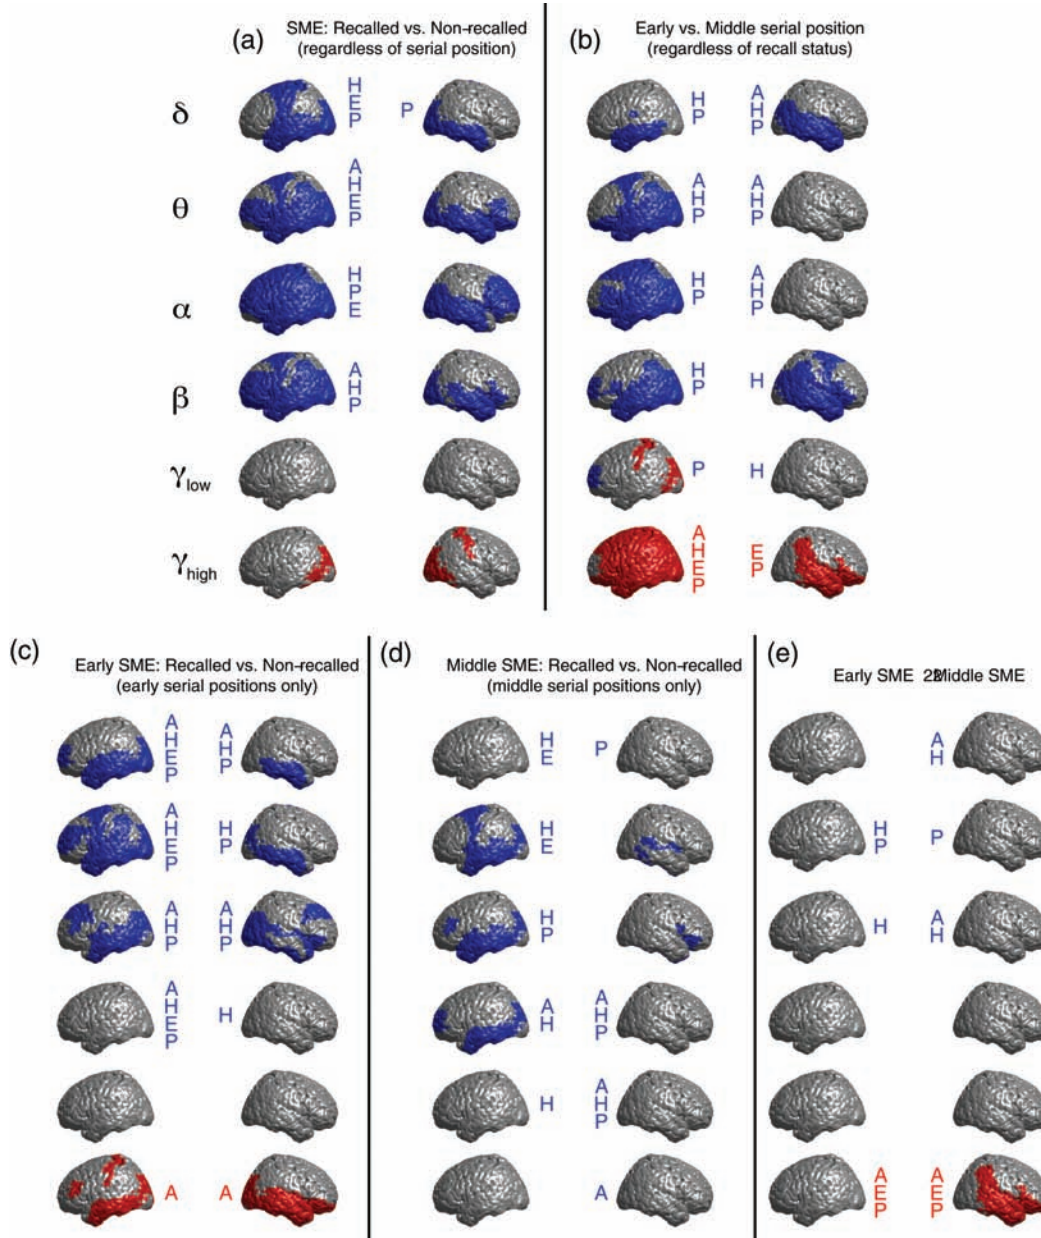 (a)
SME: Recalled vs. Non-recalled
(regardless of serial position)
(b)
Early vs. Middle serial position
(regardless of recall status)
δ
H
E
P
P
H
P
A
H
P
θ
A
H
E
P
A
H
P
A
H
P
α
H
P
E
H
P
A
H
P
β
A
H
P
H
P
H
γlow
P
H
γhigh
A
H
E
P
E
P
(c)
Early SME: Recalled vs. Non-recalled
(early serial positions only)
A
H
E
P
A
H
P
A
H
E
P
H
P
A
H
P
A
H
P
A
H
E
P
H
A
A
(d)
Middle SME: Recalled vs. Non-recalled
(middle serial positions only)
H
E
P
H
E
H
P
A
H
A
H
P
H
A
H
P
A
(e)
Early SME Middle SME
A
H
H
P
P
H
A
H
A
E
P
A
E
P